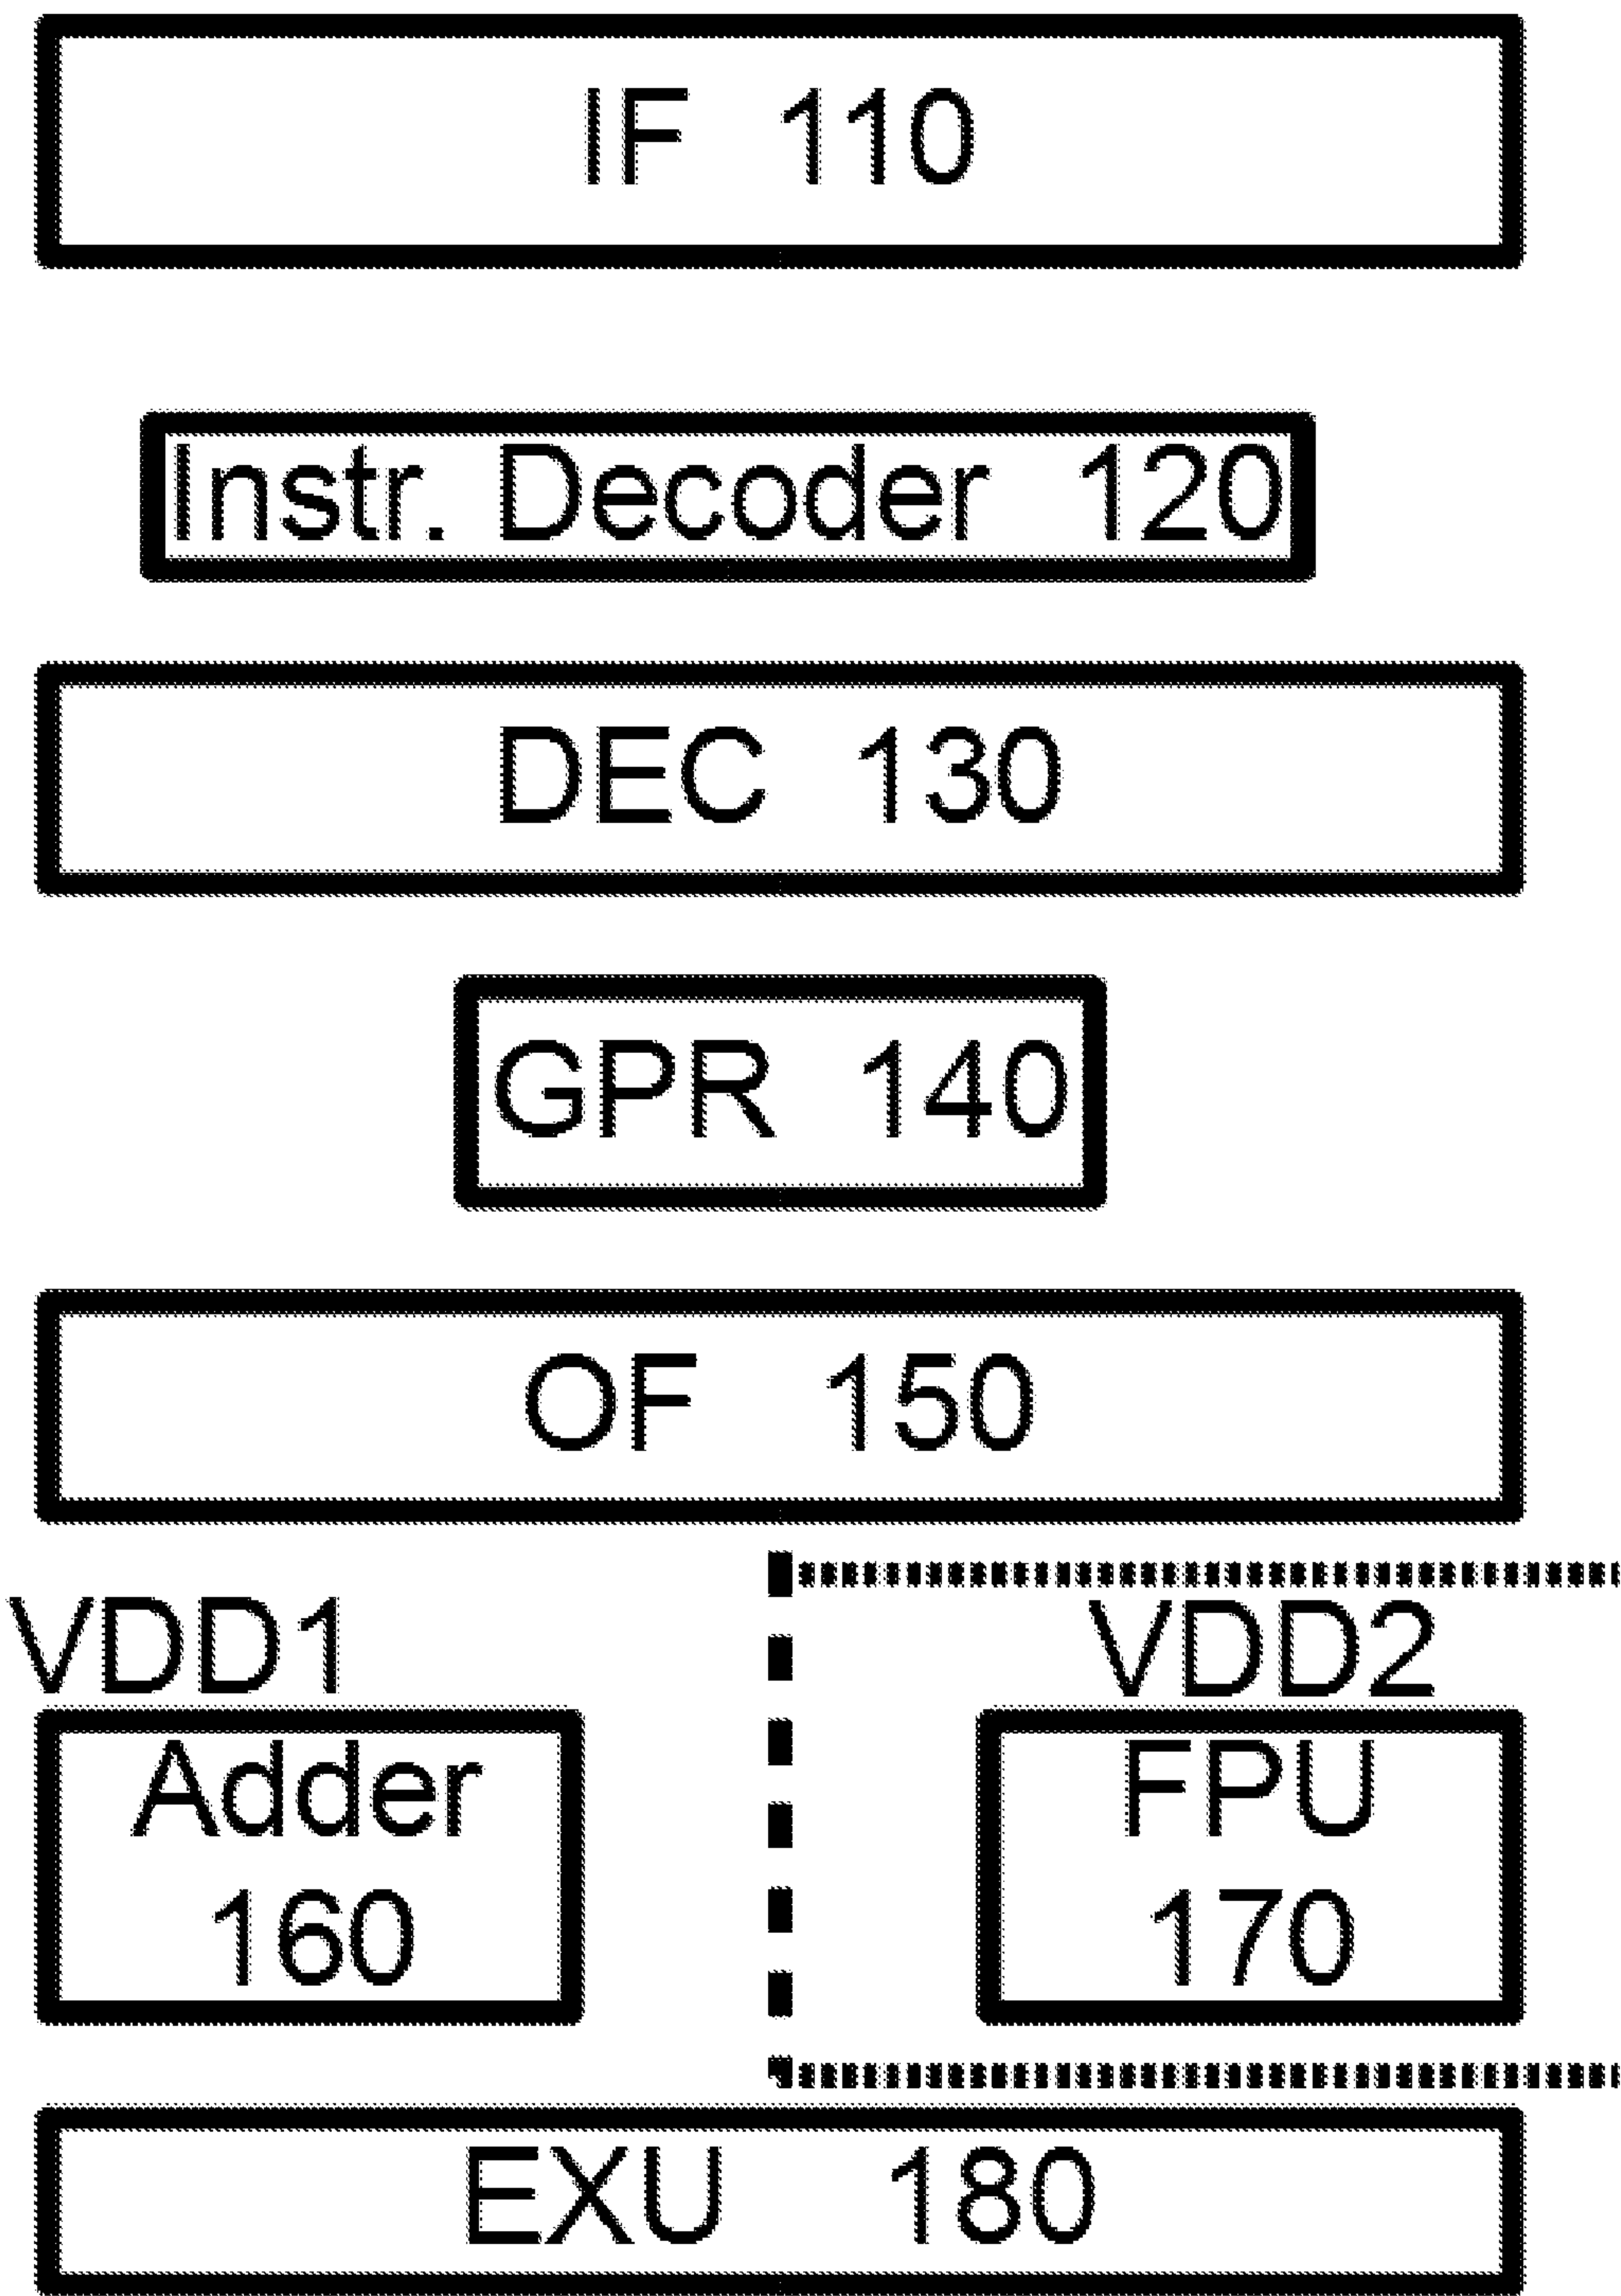 IF 110
Instr. Decoder 120
DEC 130
GPR 140
OF 150
VDD1
VDD2
Adder
160
FPU
170
EXU 180